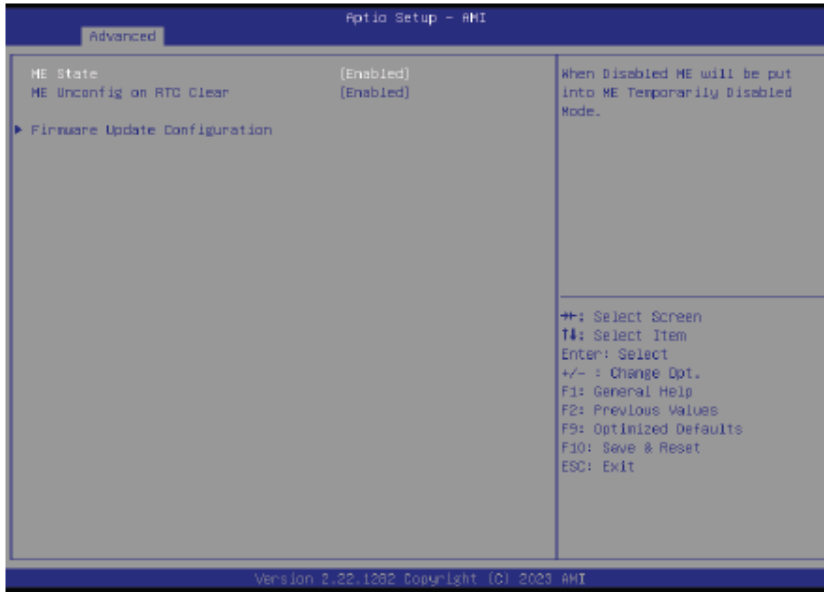 Aptio Setup - AMI
Advanced
ME State [Enabled]
ME Unconfig on RTC Clear [Enabled]
Firmware Update Configuration
When Disabled ME will be put
into ME Temporarily Disabled
Mode.
→←: Select Screen
↑↓: Select Item
Enter: Select
+/- : Change Opt.
F1: General Help
F2: Previous Values
F9: Optimized Defaults
F10: Save & Reset
ESC: Exit
Version 2.22.1282 Copyright (C) 2023 AMI